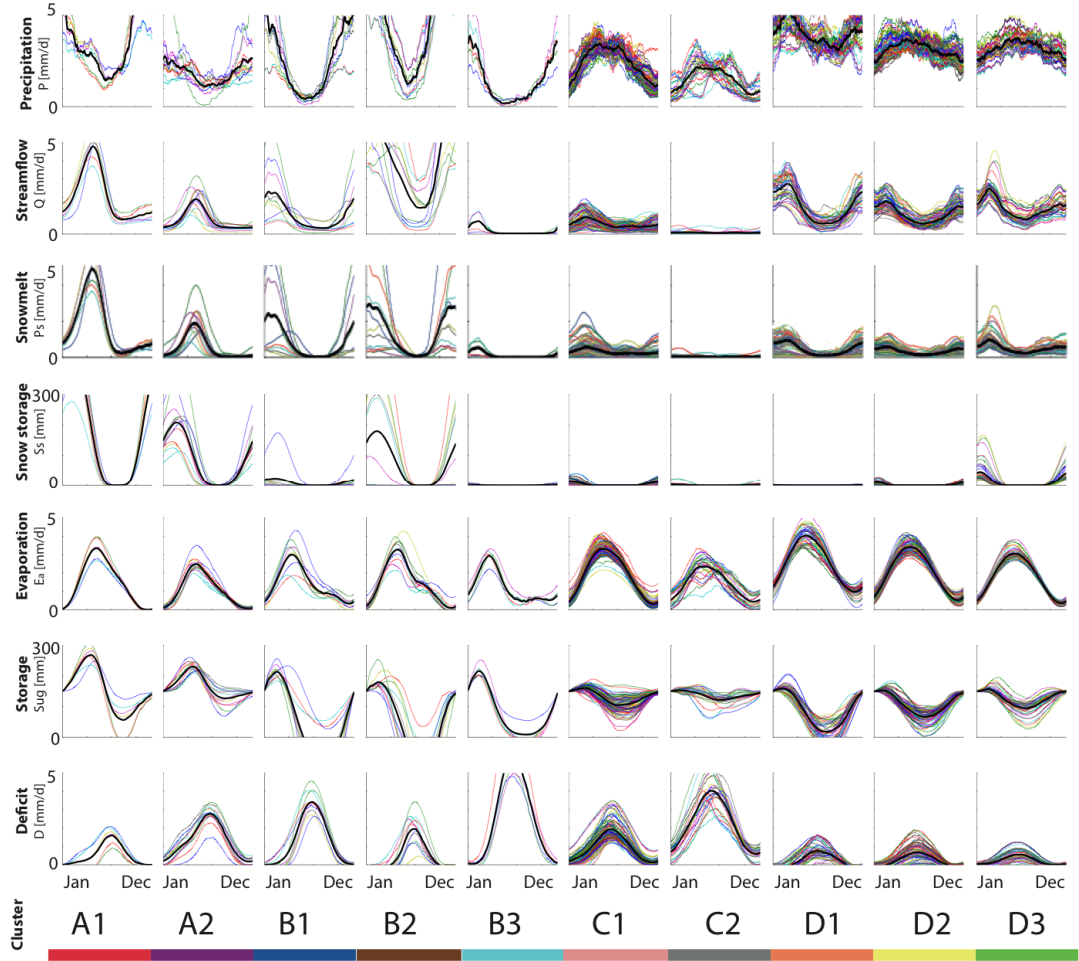 Precipitation
P [mm/d]
5
0
Streamflow
Q [mm/d]
5
0
Snowmelt
Ps [mm/d]
5
0
Snow storage
Ss [mm]
300
0
Evaporation
Ea [mm/d]
5
0
Storage
Sug [mm]
300
0
Deficit
D [mm/d]
5
0
Jan Dec Jan Dec Jan Dec Jan Dec Jan Dec Jan Dec Jan Dec Jan Dec Jan Dec Jan Dec
Cluster
A1 A2 B1 B2 B3 C1 C2 D1 D2 D3